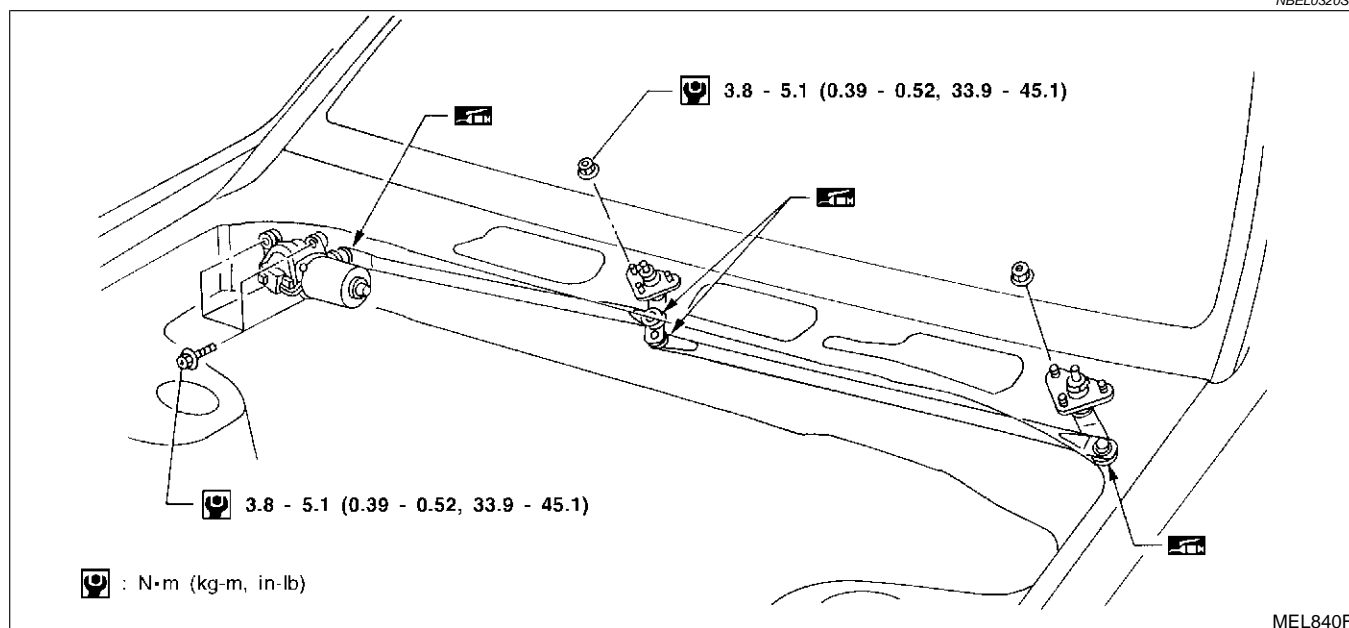 3.8 - 5.1 (0.39 - 0.52, 33.9 - 45.1)
3.8 - 5.1 (0.39 - 0.52, 33.9 - 45.1)
: N•m (kg-m, in-lb)